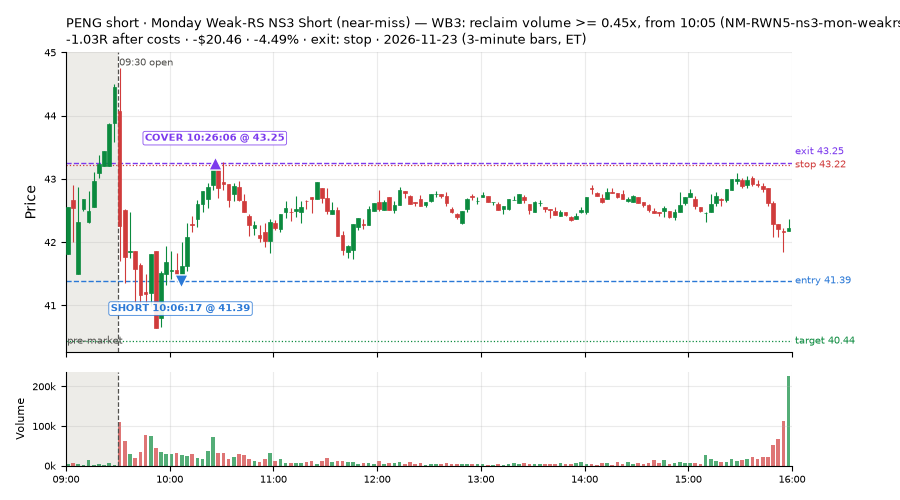 PENG short · Monday Weak-RS NS3 Short (near-miss) — WB3: reclaim volume >= 0.45x, from 10:05 (NM-RWN5-ns3-mon-weakrs
-1.03R after costs · -$20.46 · -4.49% · exit: stop · 2026-11-23 (3-minute bars, ET)
45
09:30 open
44
COVER 10:26:06 @ 43.25
exit 43.25
stop 43.22
43
Price
42
entry 41.39
41
SHORT 10:06:17 @ 41.39
pre-market
target 40.44
Volume
200k
100k
0k
09:00
10:00
11:00
12:00
13:00
14:00
15:00
16:00